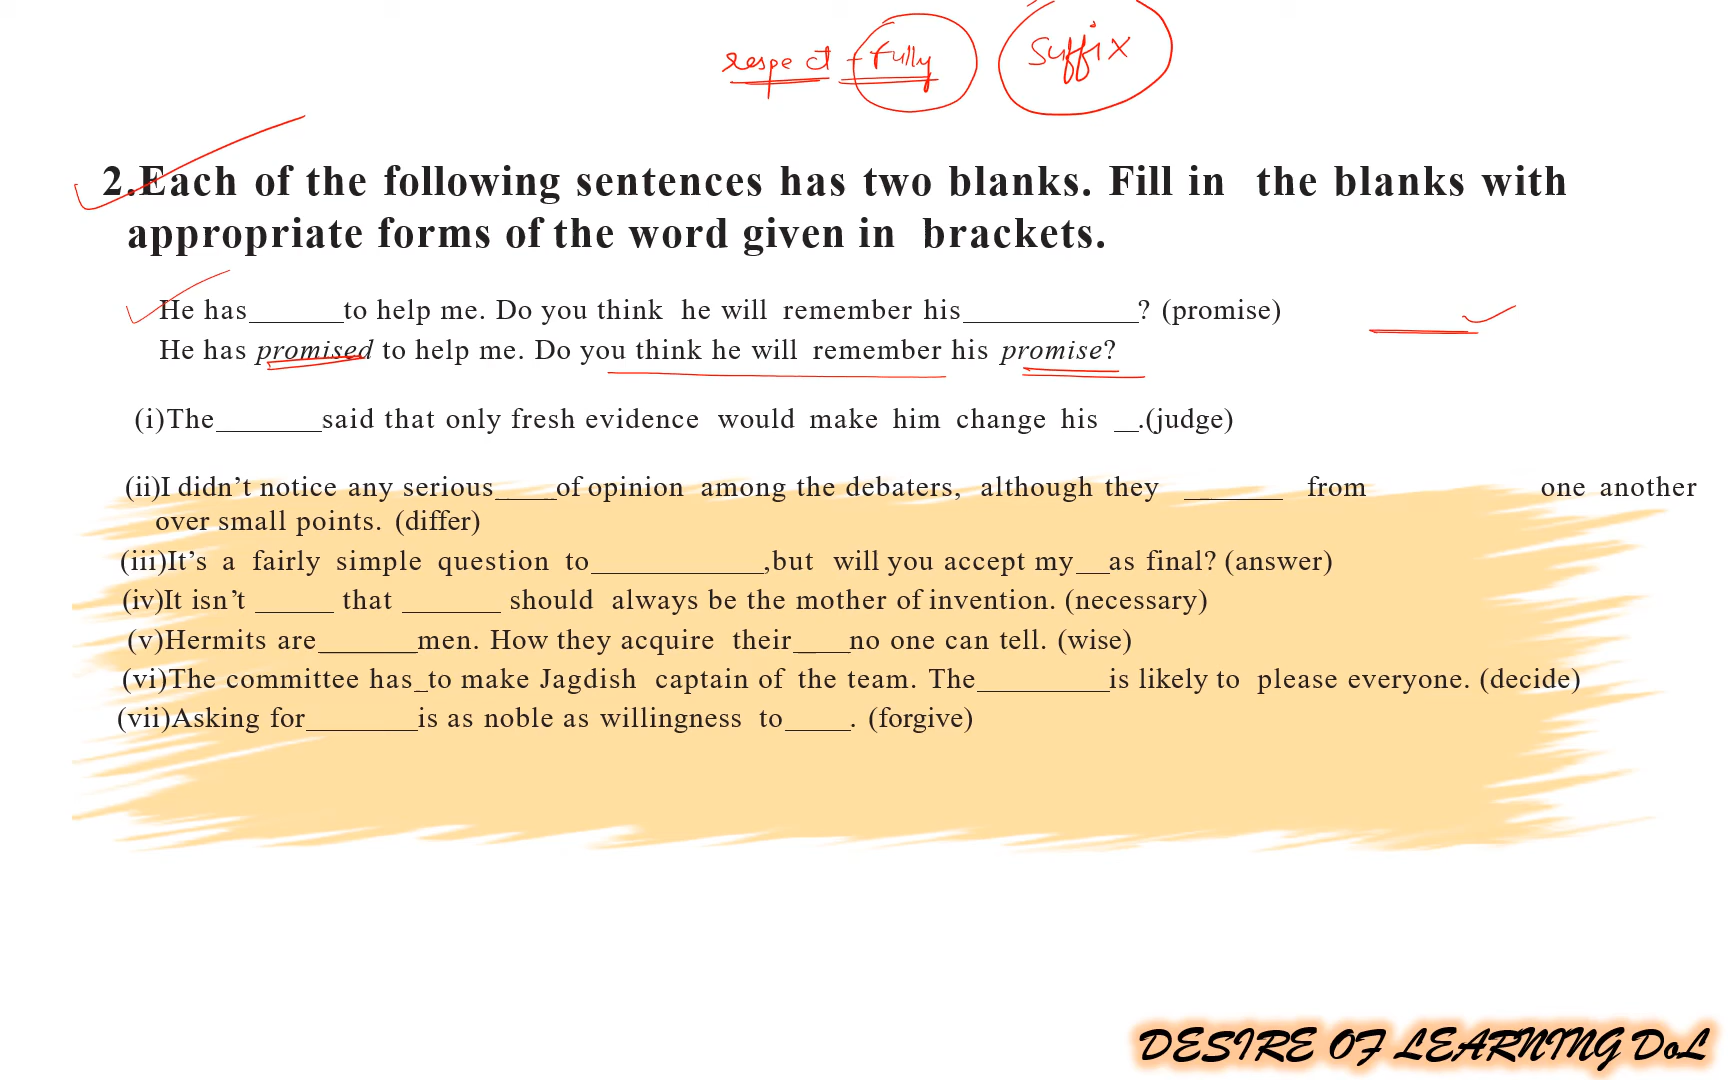 respect - fully suffix
2.Each of the following sentences has two blanks. Fill in the blanks with
appropriate forms of the word given in brackets.
He has______to help me. Do you think he will remember his____________? (promise)
He has promised to help me. Do you think he will remember his promise?
(i)The_______said that only fresh evidence would make him change his __.(judge)
(ii)I didn't notice any serious____of opinion among the debaters, although they ______ from one another
over small points. (differ)
(iii)It's a fairly simple question to___________,but will you accept my__as final? (answer)
(iv)It isn't _____ that ______ should always be the mother of invention. (necessary)
(v)Hermits are_______men. How they acquire their____no one can tell. (wise)
(vi)The committee has_to make Jagdish captain of the team. The_________is likely to please everyone. (decide)
(vii)Asking for_______is as noble as willingness to____. (forgive)
DESIRE OF LEARNING DoL